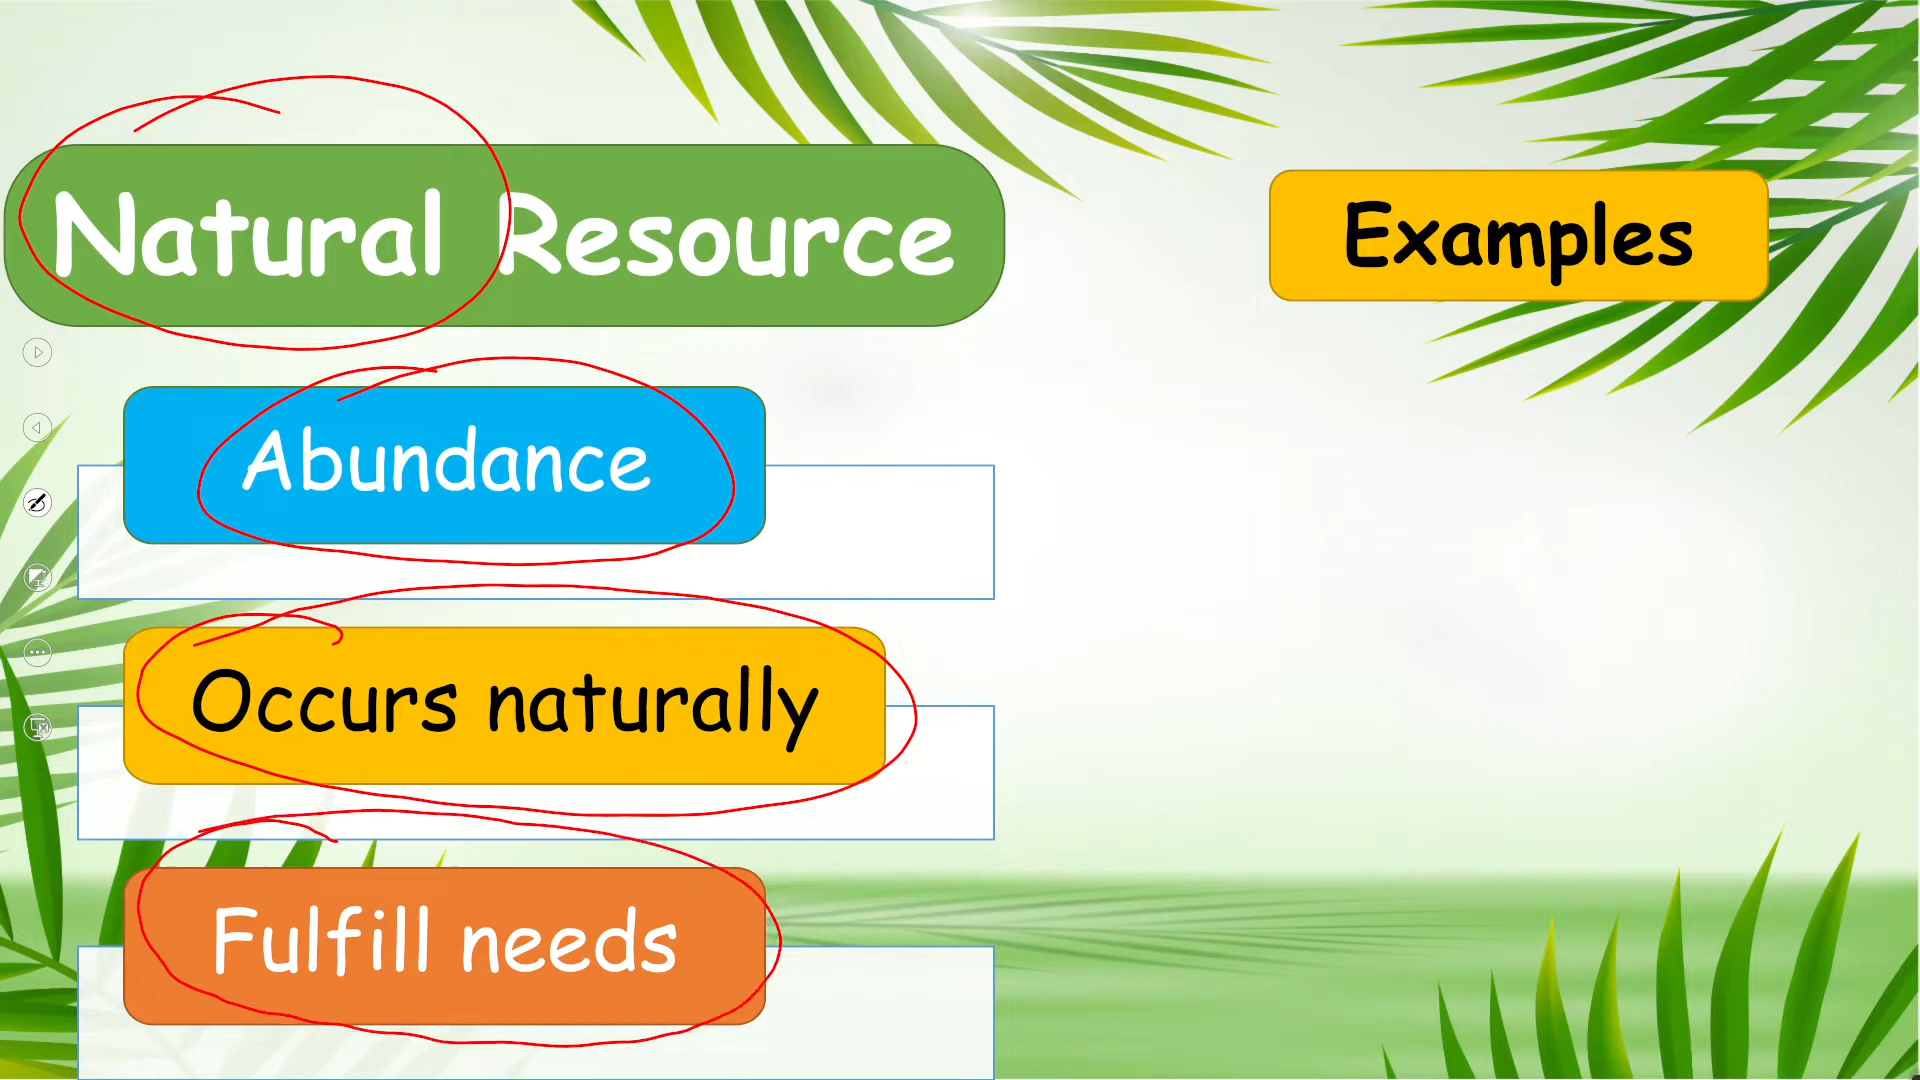 Natural Resource
Examples
Abundance
Occurs naturally
Fulfill needs